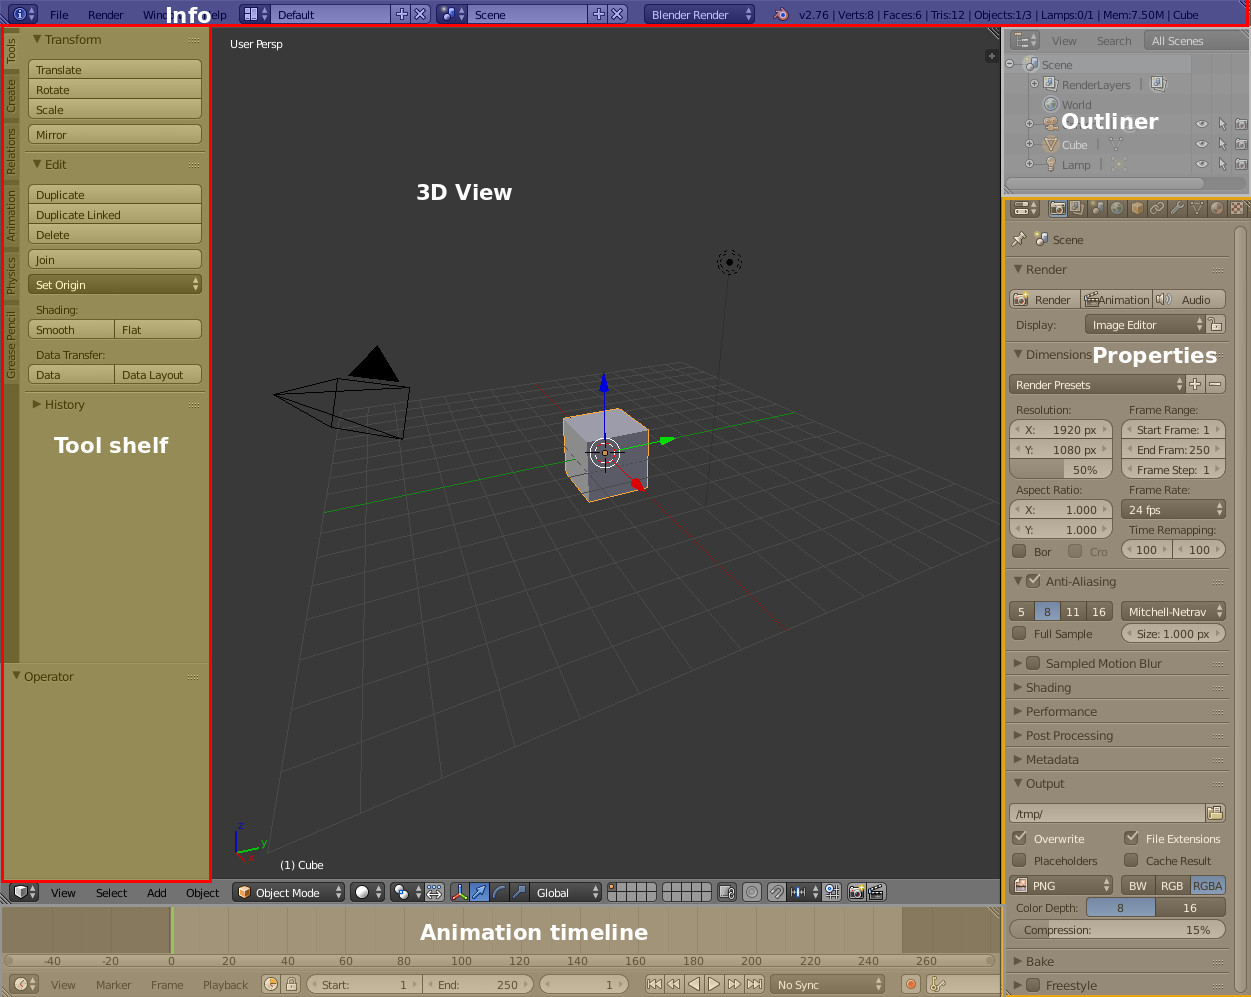 File Render Window Info Default Scene Blender Render v2.76 | Verts:8 | Faces:6 | Tris:12 | Objects:1/3 | Lamps:0/1 | Mem:7.50M | Cube
Tools
Create
Relations
Animation
Physics
Grease Pencil
Transform
Translate
Rotate
Scale
Mirror
Edit
Duplicate
Duplicate Linked
Delete
Join
Set Origin
Shading:
Smooth Flat
Data Transfer:
Data Data Layout
History
Tool shelf
Operator
User Persp
3D View
z
y
x
(1) Cube
View Select Add Object Object Mode Global
View Search All Scenes
Scene
RenderLayers
World
Outliner
Cube
Lamp
Scene
Render
Render Animation Audio
Display: Image Editor
Dimensions
Properties
Render Presets
Resolution: Frame Range:
X: 1920 px Start Frame: 1
Y: 1080 px End Fram: 250
50% Frame Step: 1
Aspect Ratio: Frame Rate:
X: 1.000 24 fps
Y: 1.000 Time Remapping:
Bor Cro 100 100
Anti-Aliasing
5 8 11 16 Mitchell-Netrav
Full Sample Size: 1.000 px
Sampled Motion Blur
Shading
Performance
Post Processing
Metadata
Output
/tmp/
Overwrite File Extensions
Placeholders Cache Result
PNG BW RGB RGBA
Color Depth: 8 16
Compression: 15%
Bake
Freestyle
Animation timeline
-40 -20 0 20 40 60 80 100 120 140 160 180 200 220 240 260
View Marker Frame Playback Start: 1 End: 250 1 No Sync